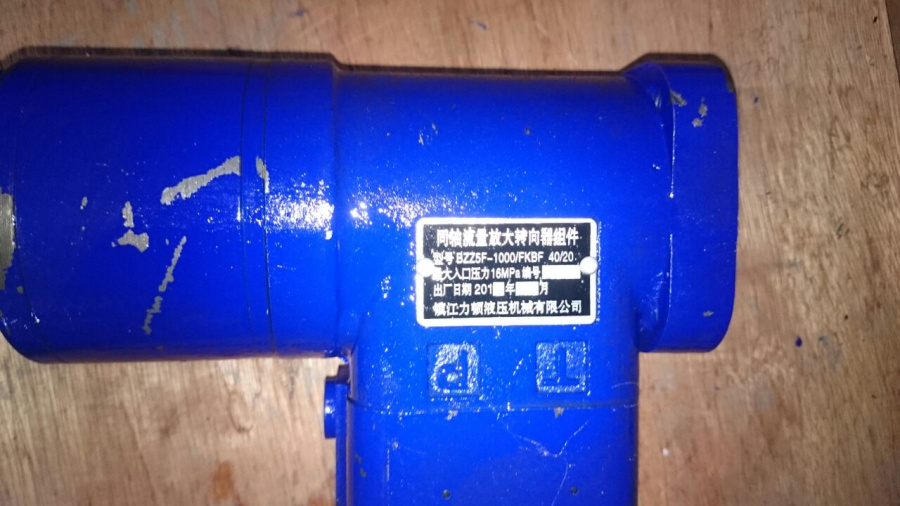 同轴流量放大转向器组件
型号 BZZ5F-1000/FKBF 40/20
最大入口压力16MPa 编号
出厂日期 201 年 月
镇江力顿液压机械有限公司
P T